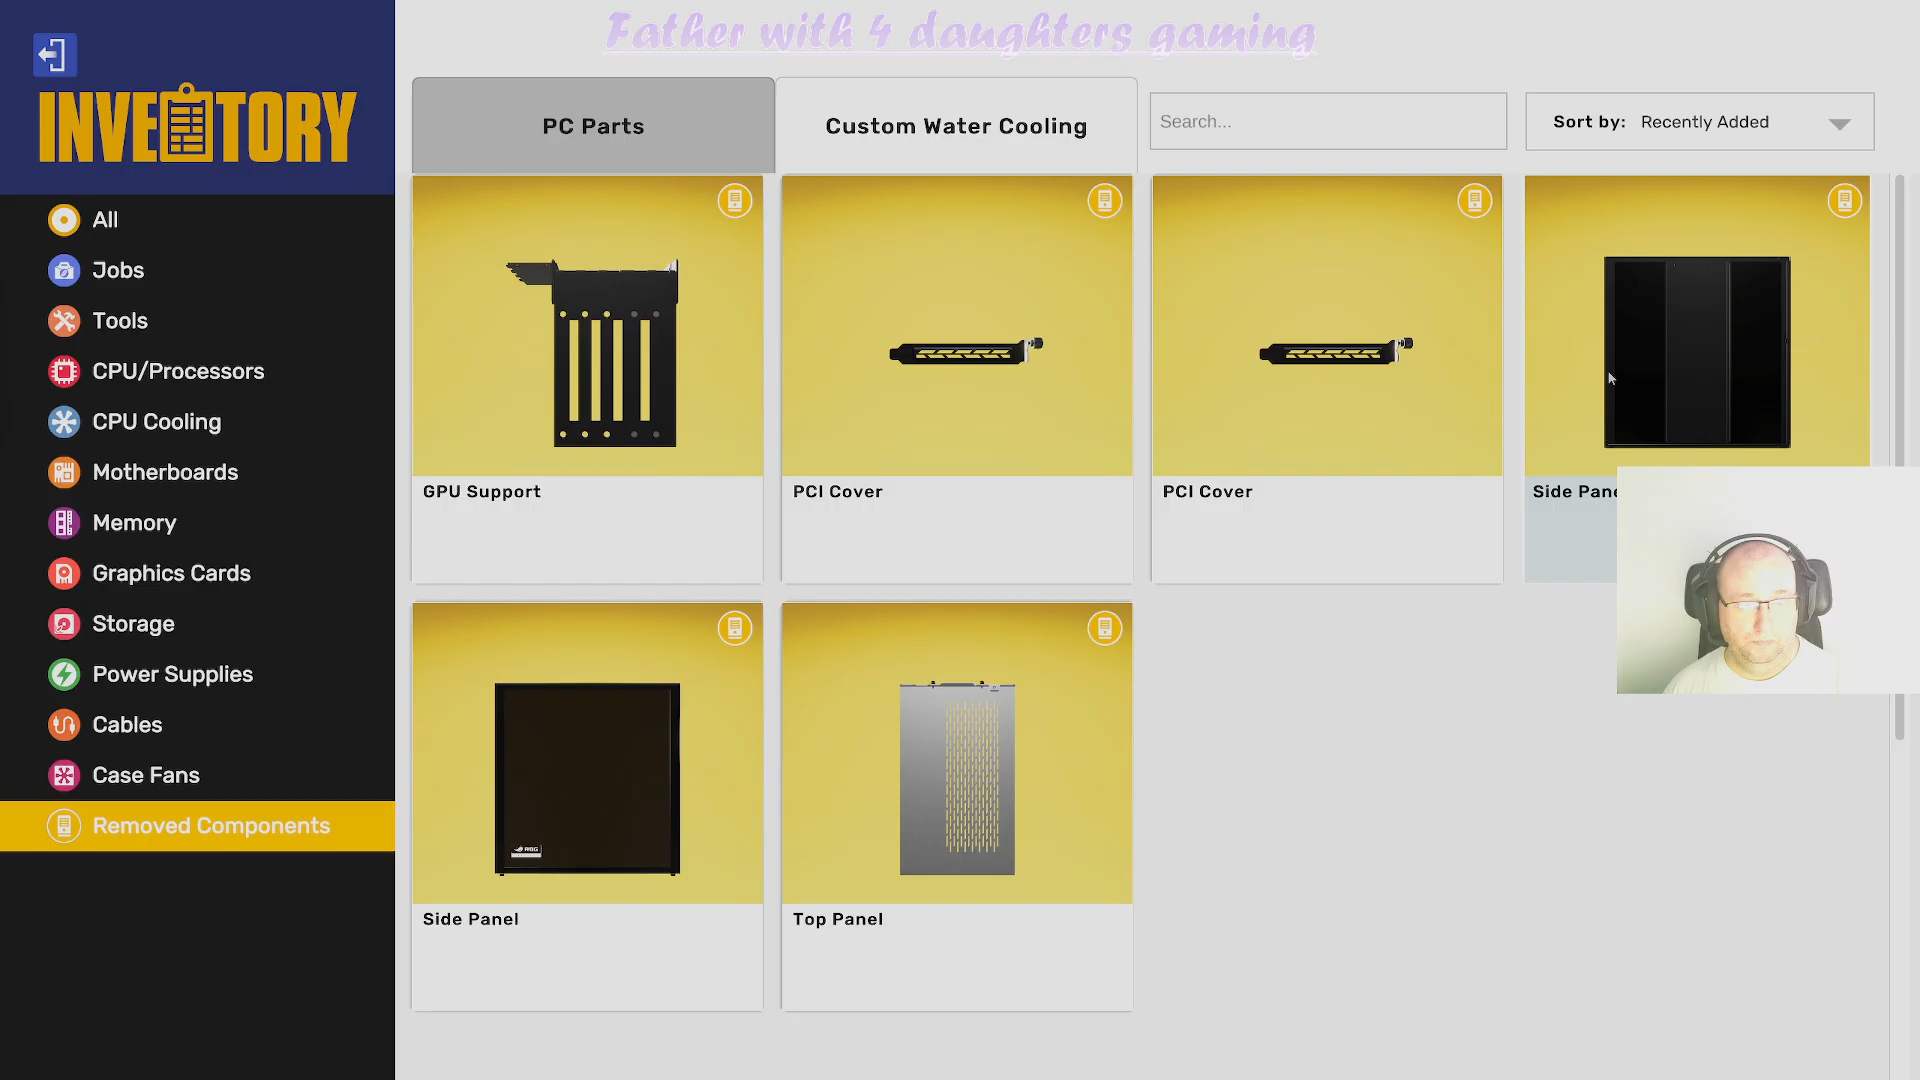 Father with 4 daughters gaming
INVENTORY
PC Parts
Custom Water Cooling
Search...
Sort by: Recently Added
All
Jobs
Tools
CPU/Processors
CPU Cooling
Motherboards
Memory
Graphics Cards
Storage
Power Supplies
Cables
Case Fans
Removed Components
GPU Support
PCI Cover
PCI Cover
Side Pane
ROG
Side Panel
Top Panel